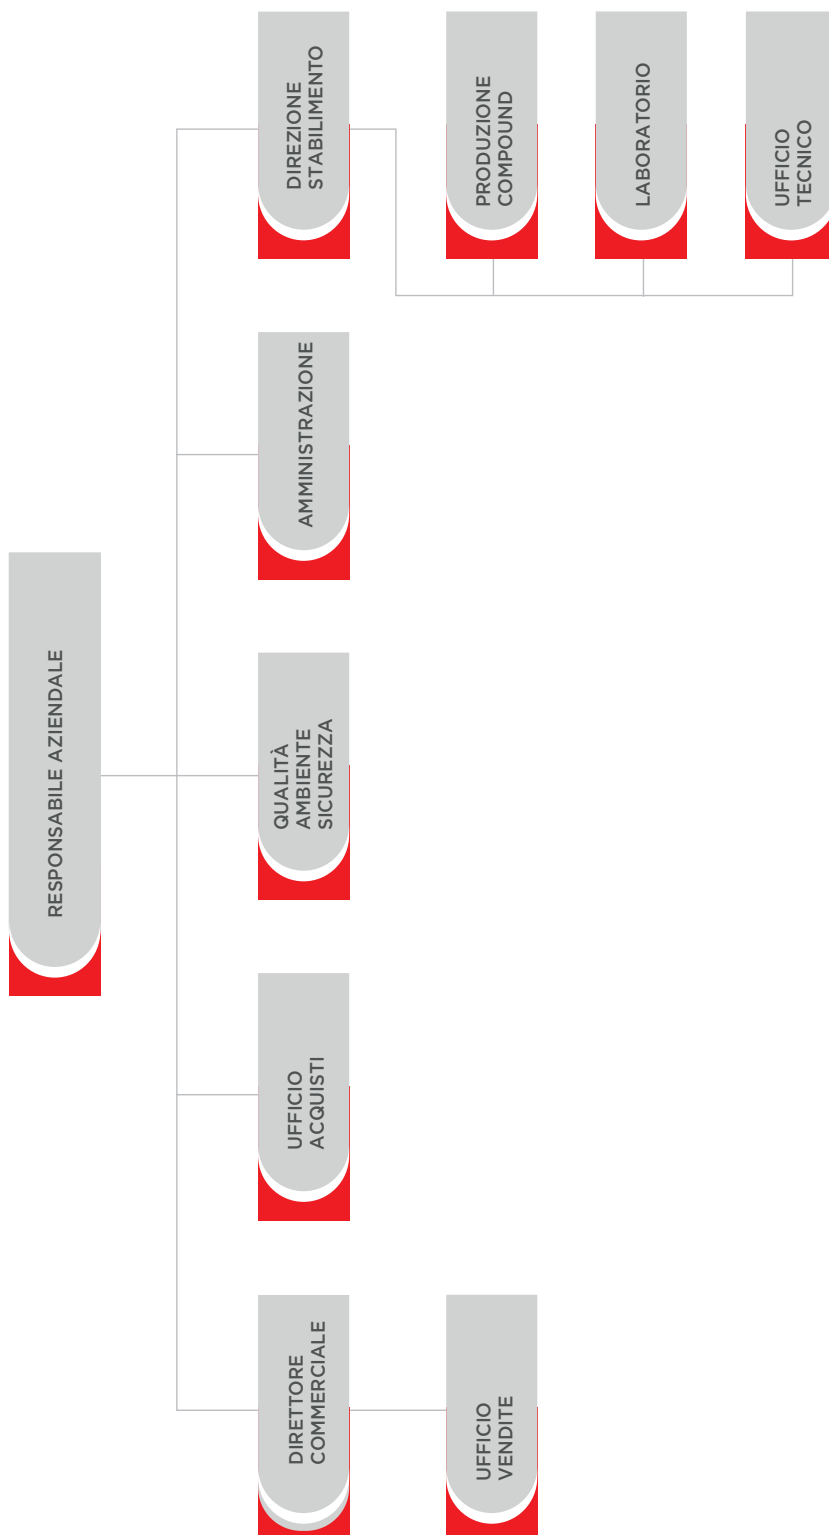 RESPONSABILE AZIENDALE
DIRETTORE
COMMERCIALE
UFFICIO
ACQUISTI
QUALITÀ
AMBIENTE
SICUREZZA
AMMINISTRAZIONE
DIREZIONE
STABILIMENTO
UFFICIO
VENDITE
PRODUZIONE
COMPOUND
LABORATORIO
UFFICIO
TECNICO